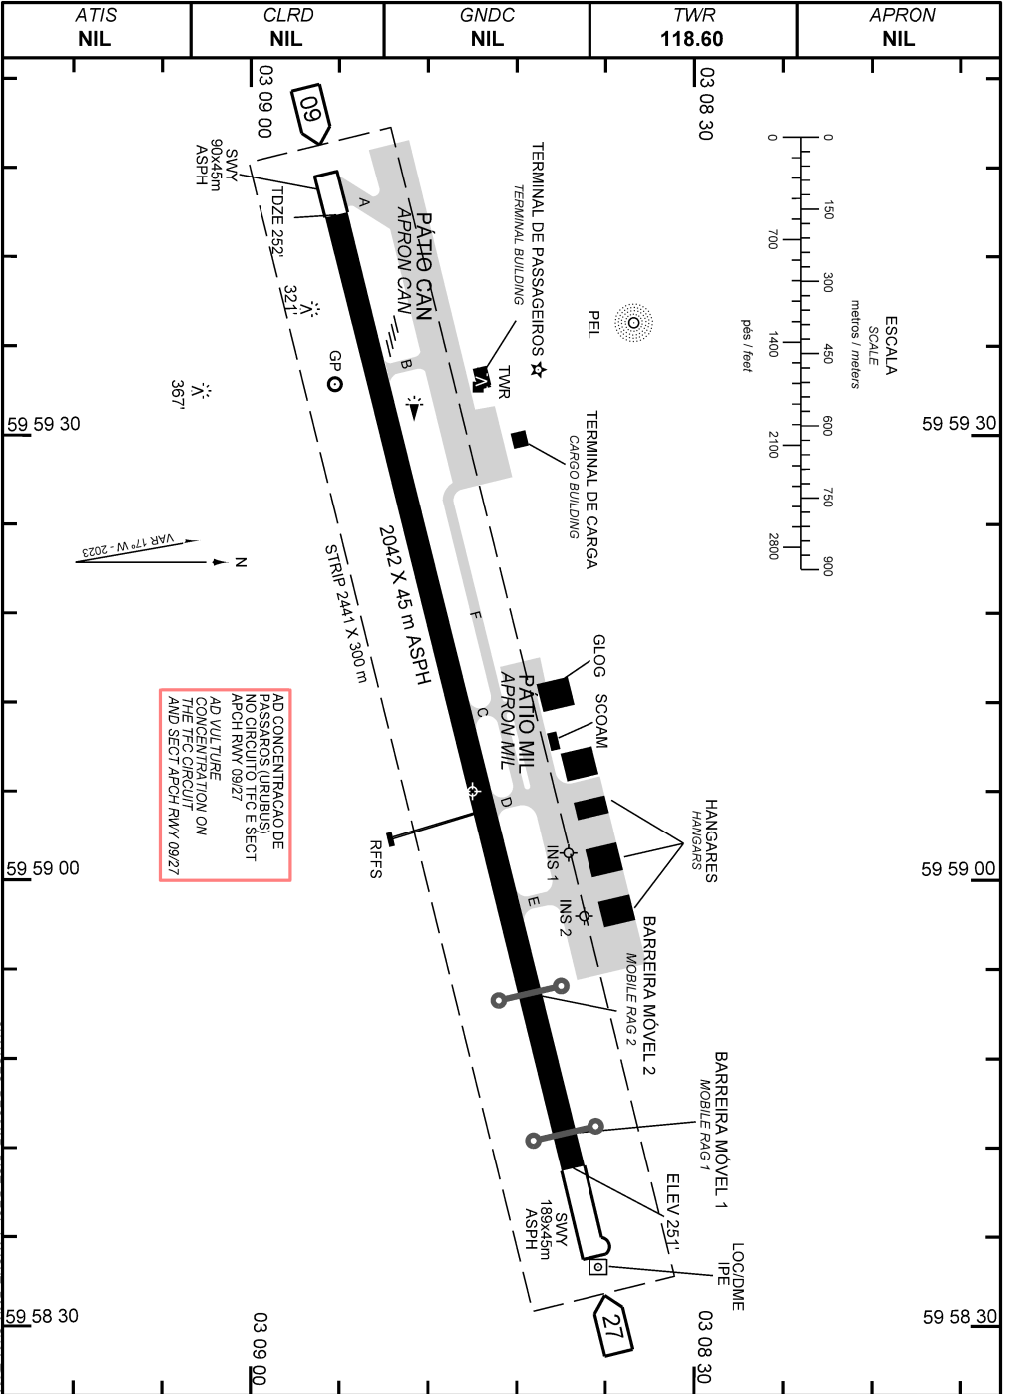 ATIS
NIL
CLRD
NIL
GNDC
NIL
TWR
118.60
APRON
NIL
03 09 00
03 08 30
09
SWY
90x45m
ASPH
TDZE 252'
A
PÁTIO CAN
APRON CAN
TERMINAL DE PASSAGEIROS
TERMINAL BUILDING
PEL
ESCALA
SCALE
metros / meters
0 150 300 450 600 750 900
0 700 1400 2100 2800
pés / feet
321'
367'
GP
B
TWR
TERMINAL DE CARGA
CARGO BUILDING
59 59 30
59 59 30
VAR 17° W - 2023
N
STRIP 2441 X 300 m
2042 X 45 m ASPH
F
GLOG
SCOAM
PÁTIO MIL
APRON MIL
C
D
E
AD CONCENTRACAO DE
PASSAROS (URUBUS)
NO CIRCUITO TFC E SECT
APCH RWY 09/27
AD VULTURE
CONCENTRATION ON
THE TFC CIRCUIT
AND SECT APCH RWY 09/27
RFFS
HANGARES
HANGARS
INS 1
INS 2
59 59 00
59 59 00
BARREIRA MÓVEL 2
MOBILE RAG 2
BARREIRA MÓVEL 1
MOBILE RAG 1
ELEV 251'
SWY
189x45m
ASPH
LOC/DME
IPE
27
59 58 30
59 58 30
03 09 00
03 08 30